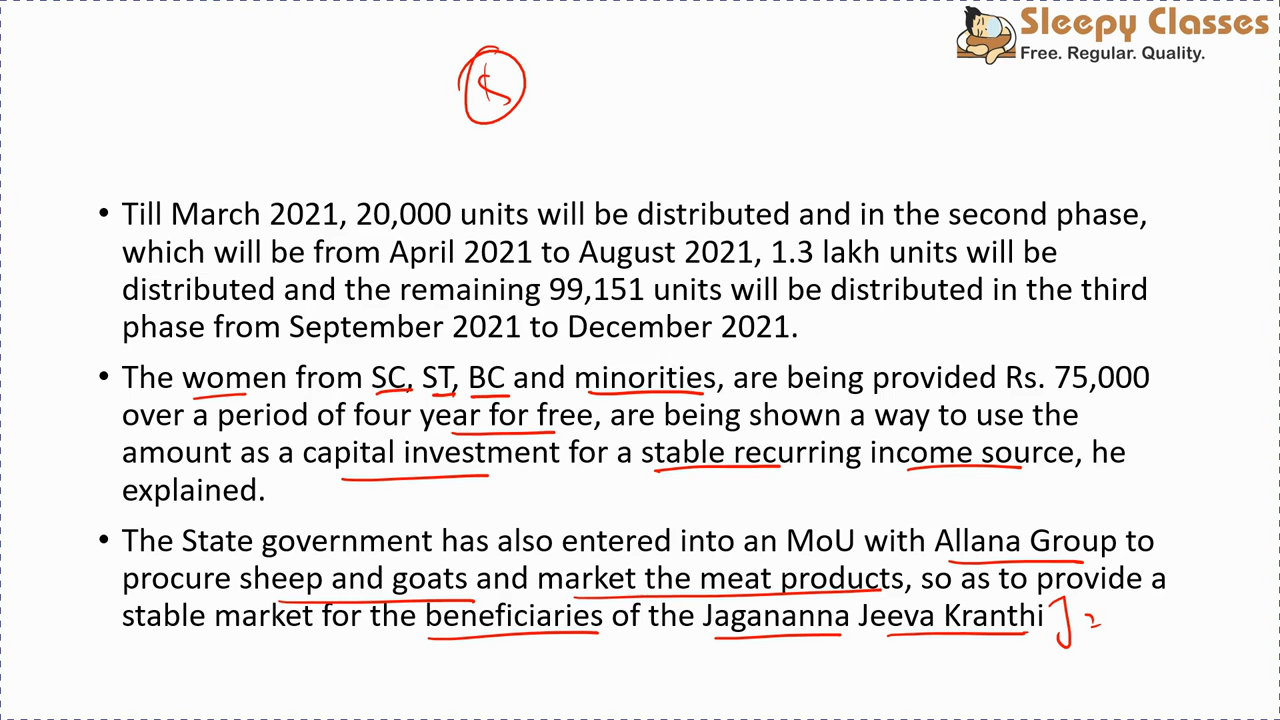 Sleepy Classes
Free. Regular. Quality.
• Till March 2021, 20,000 units will be distributed and in the second phase,
which will be from April 2021 to August 2021, 1.3 lakh units will be
distributed and the remaining 99,151 units will be distributed in the third
phase from September 2021 to December 2021.
• The women from SC, ST, BC and minorities, are being provided Rs. 75,000
over a period of four year for free, are being shown a way to use the
amount as a capital investment for a stable recurring income source, he
explained.
• The State government has also entered into an MoU with Allana Group to
procure sheep and goats and market the meat products, so as to provide a
stable market for the beneficiaries of the Jagananna Jeeva Kranthi